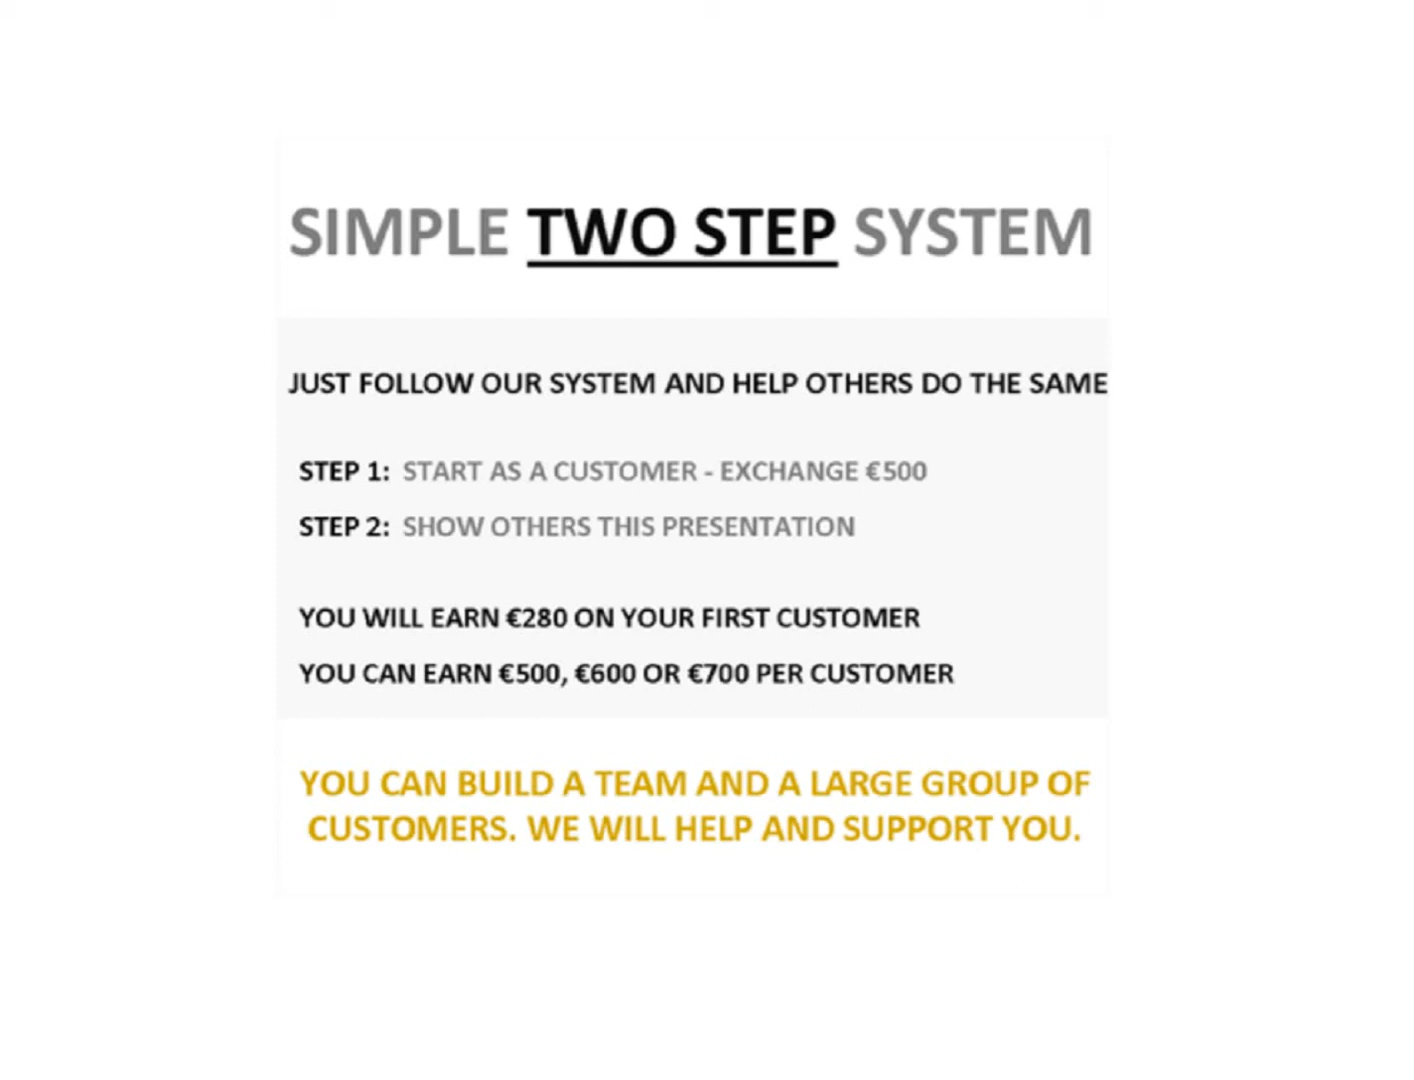 SIMPLE TWO STEP SYSTEM
JUST FOLLOW OUR SYSTEM AND HELP OTHERS DO THE SAME
STEP 1: START AS A CUSTOMER - EXCHANGE €500
STEP 2: SHOW OTHERS THIS PRESENTATION
YOU WILL EARN €280 ON YOUR FIRST CUSTOMER
YOU CAN EARN €500, €600 OR €700 PER CUSTOMER
YOU CAN BUILD A TEAM AND A LARGE GROUP OF
CUSTOMERS. WE WILL HELP AND SUPPORT YOU.